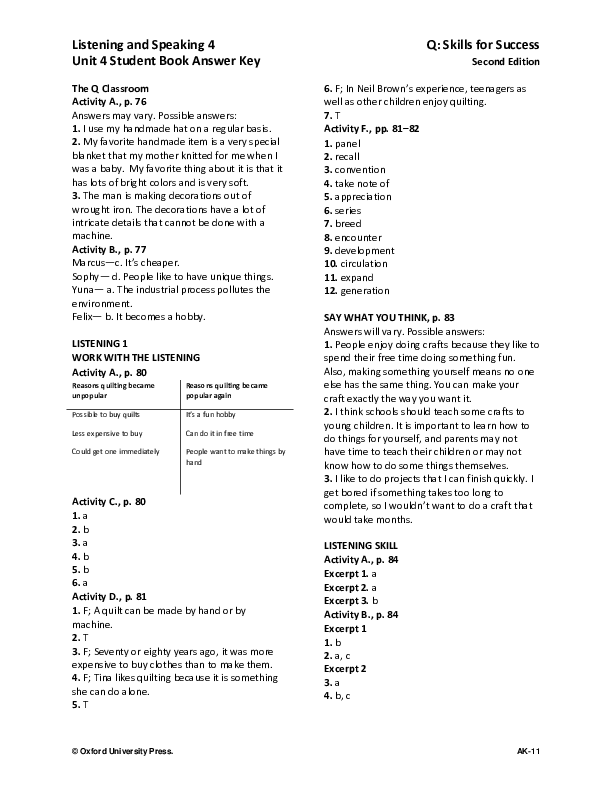 Listening and Speaking 4
Unit 4 Student Book Answer Key
Q: Skills for Success
Second Edition
The Q Classroom
Activity A., p. 76
Answers may vary. Possible answers:
1. I use my handmade hat on a regular basis.
2. My favorite handmade item is a very special
blanket that my mother knitted for me when I
was a baby.  My favorite thing about it is that it
has lots of bright colors and is very soft.
3. The man is making decorations out of
wrought iron. The decorations have a lot of
intricate details that cannot be done with a
machine.
Activity B., p. 77
Marcus—c. It's cheaper.
Sophy— d. People like to have unique things.
Yuna— a. The industrial process pollutes the
environment.
Felix— b. It becomes a hobby.
LISTENING 1
WORK WITH THE LISTENING
Activity A., p. 80
Reasons quilting became
unpopular
Reasons quilting became
popular again
Possible to buy quilts
It's a fun hobby
Less expensive to buy
Can do it in free time
Could get one immediately
People want to make things by
hand
Activity C., p. 80
1. a
2. b
3. a
4. b
5. b
6. a
Activity D., p. 81
1. F; A quilt can be made by hand or by
machine.
2. T
3. F; Seventy or eighty years ago, it was more
expensive to buy clothes than to make them.
4. F; Tina likes quilting because it is something
she can do alone.
5. T
6. F; In Neil Brown's experience, teenagers as
well as other children enjoy quilting.
7. T
Activity F., pp. 81–82
1. panel
2. recall
3. convention
4. take note of
5. appreciation
6. series
7. breed
8. encounter
9. development
10. circulation
11. expand
12. generation
SAY WHAT YOU THINK, p. 83
Answers will vary. Possible answers:
1. People enjoy doing crafts because they like to
spend their free time doing something fun.
Also, making something yourself means no one
else has the same thing. You can make your
craft exactly the way you want it.
2. I think schools should teach some crafts to
young children. It is important to learn how to
do things for yourself, and parents may not
have time to teach their children or may not
know how to do some things themselves.
3. I like to do projects that I can finish quickly. I
get bored if something takes too long to
complete, so I wouldn't want to do a craft that
would take months.
LISTENING SKILL
Activity A., p. 84
Excerpt 1. a
Excerpt 2. a
Excerpt 3. b
Activity B., p. 84
Excerpt 1
1. b
2. a, c
Excerpt 2
3. a
4. b, c
© Oxford University Press.
AK-11